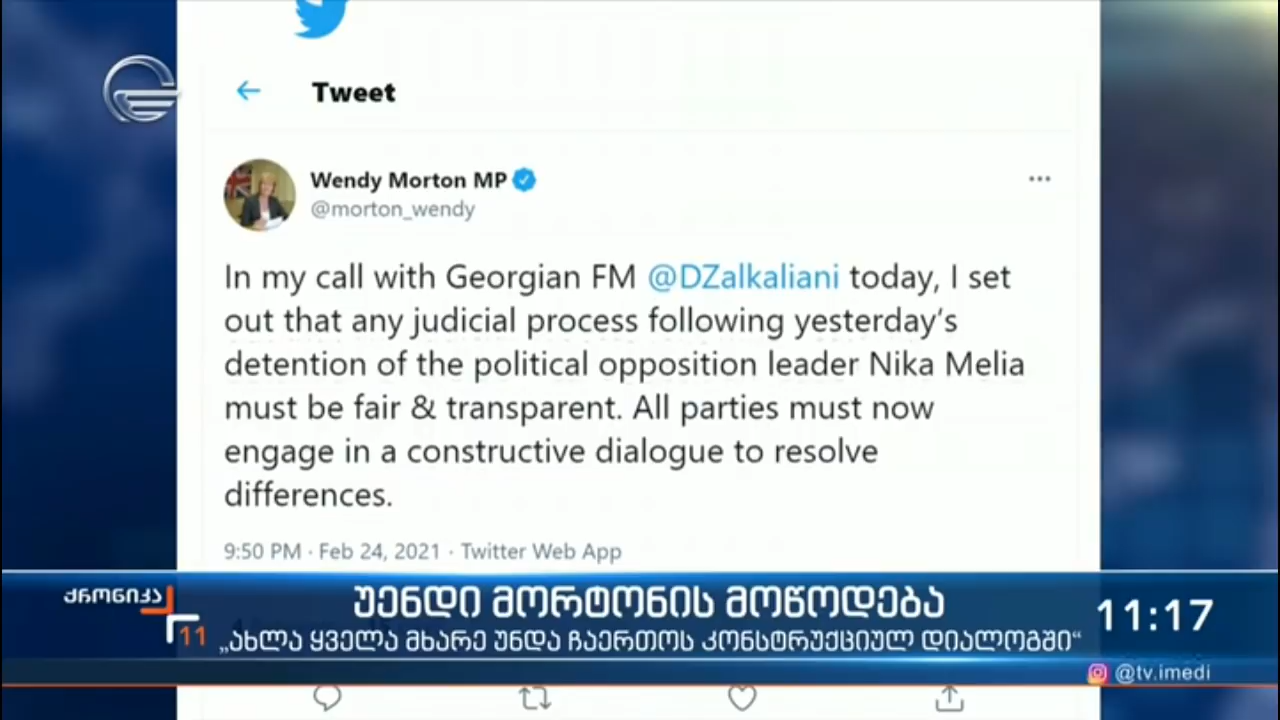 Tweet
Wendy Morton MP
@morton_wendy
In my call with Georgian FM @DZalkaliani today, I set
out that any judicial process following yesterday's
detention of the political opposition leader Nika Melia
must be fair & transparent. All parties must now
engage in a constructive dialogue to resolve
differences.
9:50 PM · Feb 24, 2021 · Twitter Web App
ქრონიკა
11
უენდი მორტონის მოწოდება
„ახლა ყველა მხარე უნდა ჩაერთოს კონსტრუქციულ დიალოგში“
11:17
@tv.imedi